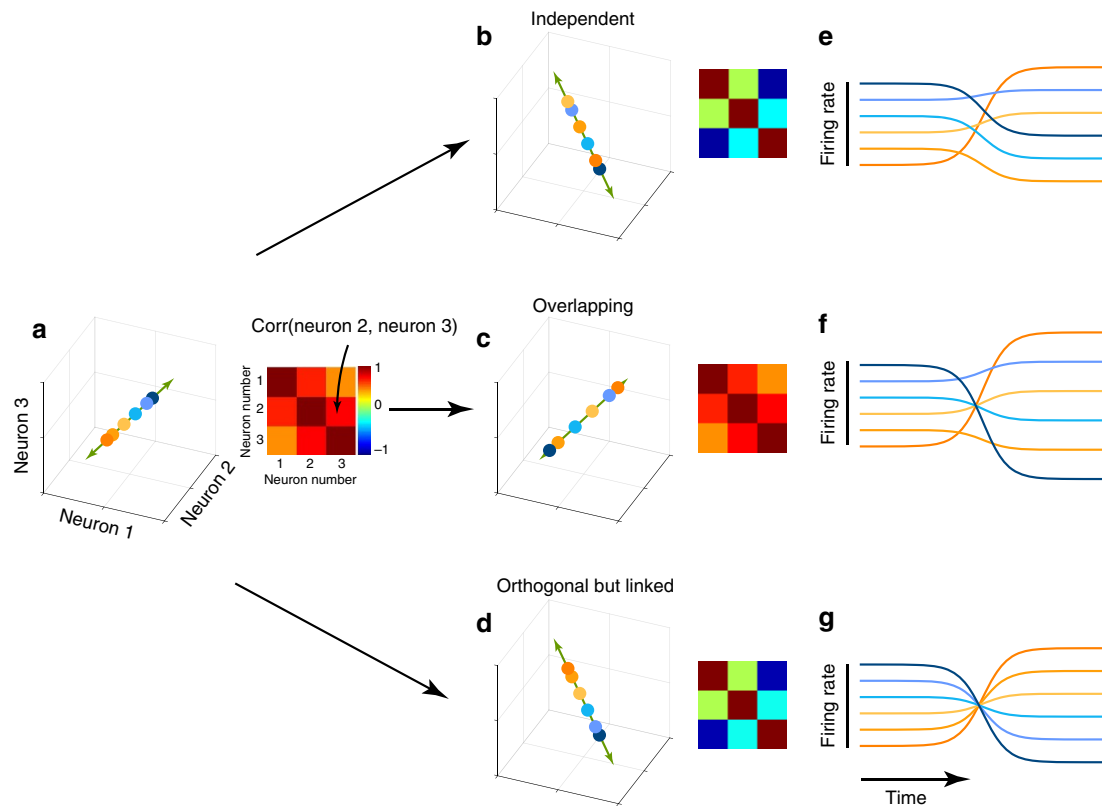 a
Neuron 3
Neuron 1
Neuron 2
Corr(neuron 2, neuron 3)
Neuron number
1
2
3
1 2 3
Neuron number
1
0
−1
b
Independent
e
Firing rate
c
Overlapping
f
Firing rate
d
Orthogonal but linked
g
Firing rate
Time